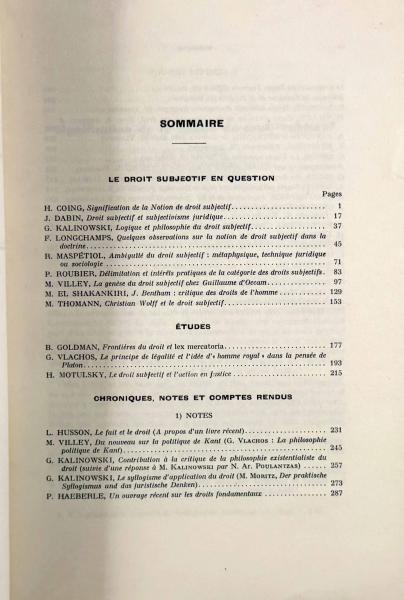 SOMMAIRE
LE DROIT SUBJECTIF EN QUESTION
Pages
H. COING, Signification de la Notion de droit subjectif........ 1
J. DABIN, Droit subjectif et subjectivisme juridique........ 17
G. KALINOWSKI, Logique et philosophie du droit subjectif........ 37
F. LONGCHAMPS, Quelques observations sur la notion de droit subjectif dans la
doctrine........ 45
R. MASPÉTIOL, Ambiguïté du droit subjectif : métaphysique, technique juridique
ou sociologie........ 71
P. ROUBIER, Délimitation et intérêts pratiques de la catégorie des droits subjectifs. 83
M. VILLEY, La genèse du droit subjectif chez Guillaume d'Occam........ 97
M. EL SHAKANKIRI, J. Bentham : critique des droits de l'homme........ 129
M. THOMANN, Christian Wolff et le droit subjectif........ 153
ÉTUDES
B. GOLDMAN, Frontières du droit et lex mercatoria........ 177
G. VLACHOS, Le principe de légalité et l'idée d'« homme royal » dans la pensée de
Platon........ 193
H. MOTULSKY, Le droit subjectif et l'action en justice........ 215
CHRONIQUES, NOTES ET COMPTES RENDUS
1) NOTES
L. HUSSON, Le fait et le droit (A propos d'un livre récent)........ 231
M. VILLEY, Du nouveau sur la politique de Kant (G. VLACHOS : La philosophie
politique de Kant)........ 245
G. KALINOWSKI, Contribution à la critique de la philosophie existentialiste du
droit (suivie d'une réponse à M. KALINOWSKI par N. Ar. POULANTZAS) ...... 257
G. KALINOWSKI, Le syllogisme d'application du droit (M. MORITZ, Der praktische
Syllogismus und das juristische Denken)........ 273
P. HAEBERLE, Un ouvrage récent sur les droits fondamentaux ........ 287